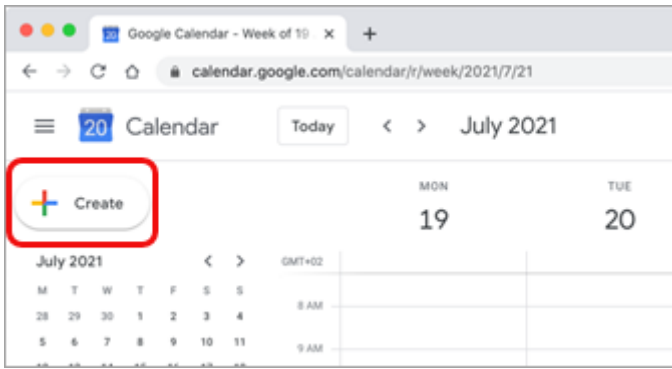 Google Calendar - Week of 19
calendar.google.com/calendar/r/week/2021/7/21
20 Calendar Today July 2021
Create
MON TUE
19 20
July 2021 GMT+02
M T W T F S S
28 29 30 1 2 3 4
8 AM
5 6 7 8 9 10 11
9 AM